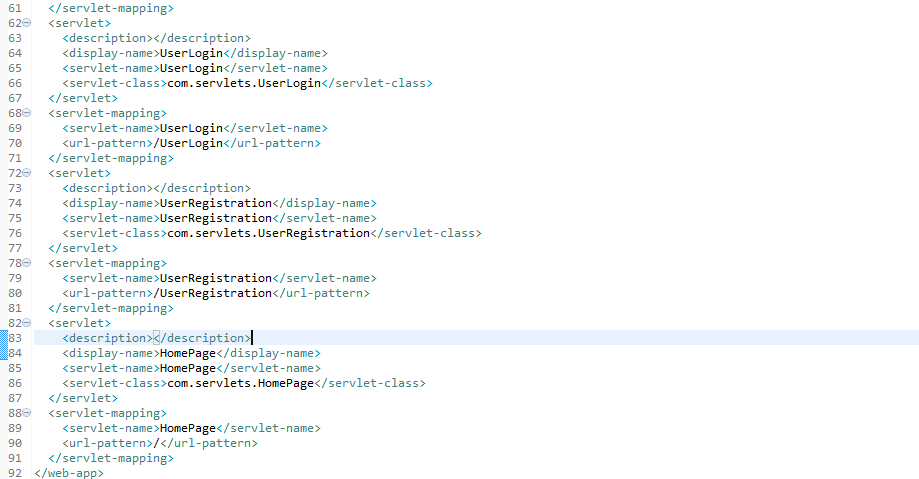 61 </servlet-mapping>
62 <servlet>
63 <description></description>
64 <display-name>UserLogin</display-name>
65 <servlet-name>UserLogin</servlet-name>
66 <servlet-class>com.servlets.UserLogin</servlet-class>
67 </servlet>
68 <servlet-mapping>
69 <servlet-name>UserLogin</servlet-name>
70 <url-pattern>/UserLogin</url-pattern>
71 </servlet-mapping>
72 <servlet>
73 <description></description>
74 <display-name>UserRegistration</display-name>
75 <servlet-name>UserRegistration</servlet-name>
76 <servlet-class>com.servlets.UserRegistration</servlet-class>
77 </servlet>
78 <servlet-mapping>
79 <servlet-name>UserRegistration</servlet-name>
80 <url-pattern>/UserRegistration</url-pattern>
81 </servlet-mapping>
82 <servlet>
83 <description></description>
84 <display-name>HomePage</display-name>
85 <servlet-name>HomePage</servlet-name>
86 <servlet-class>com.servlets.HomePage</servlet-class>
87 </servlet>
88 <servlet-mapping>
89 <servlet-name>HomePage</servlet-name>
90 <url-pattern>/</url-pattern>
91 </servlet-mapping>
92 </web-app>